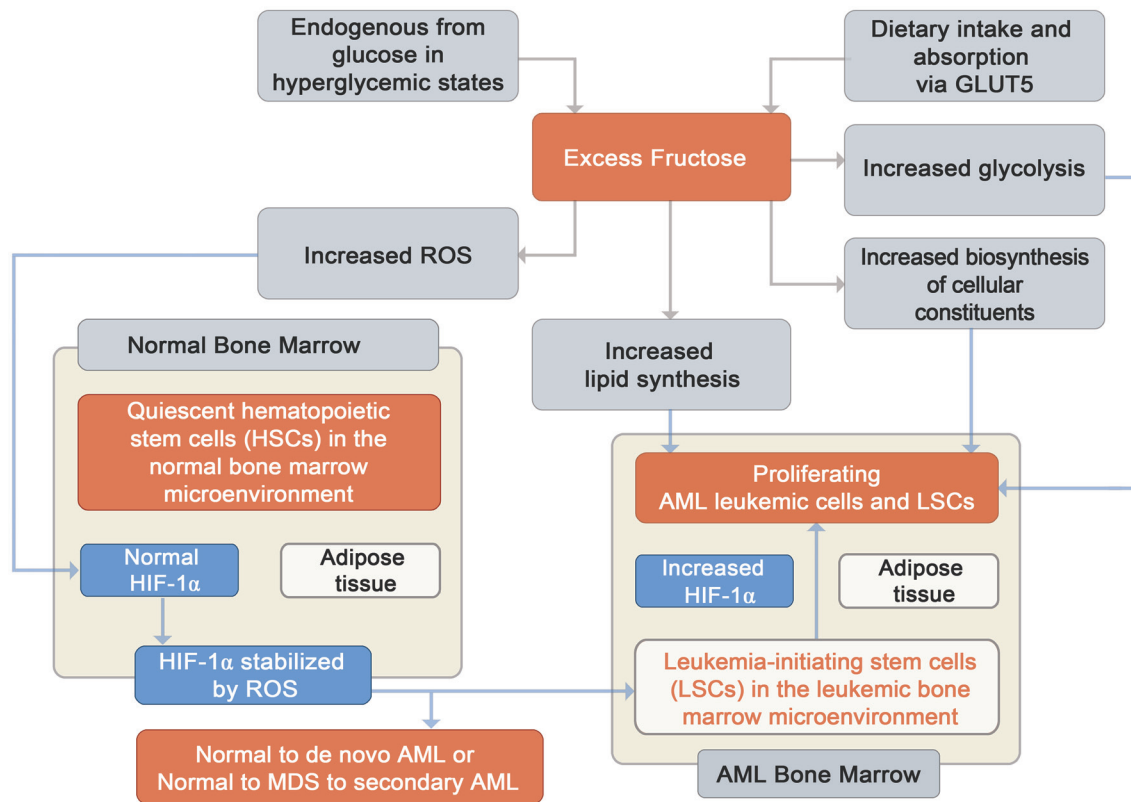 Endogenous from
glucose in
hyperglycemic states
Dietary intake and
absorption
via GLUT5
Excess Fructose
Increased glycolysis
Increased ROS
Increased biosynthesis
of cellular
constituents
Increased
lipid synthesis
Normal Bone Marrow
Quiescent hematopoietic
stem cells (HSCs) in the
normal bone marrow
microenvironment
Normal
HIF-1α
Adipose
tissue
HIF-1α stabilized
by ROS
Normal to de novo AML or
Normal to MDS to secondary AML
Proliferating
AML leukemic cells and LSCs
Increased
HIF-1α
Adipose
tissue
Leukemia-initiating stem cells
(LSCs) in the leukemic bone
marrow microenvironment
AML Bone Marrow